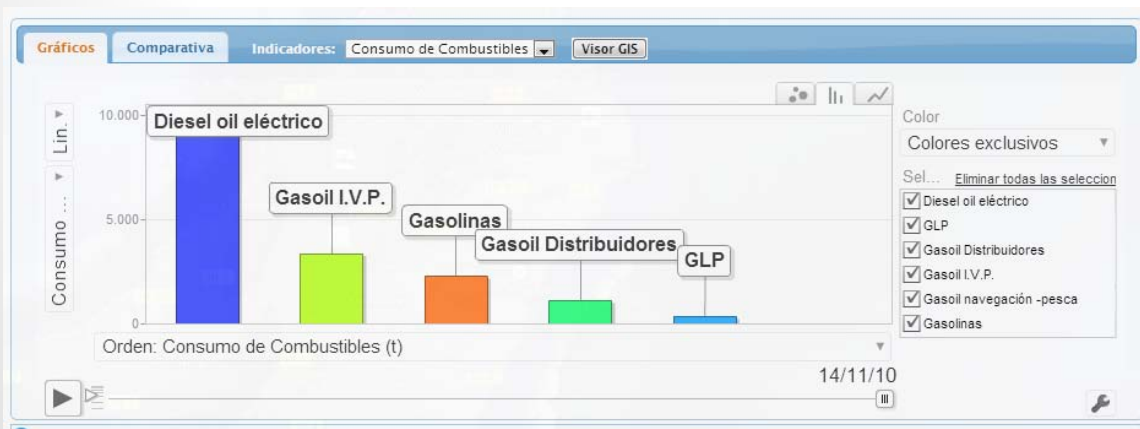 Gráficos
Comparativa
Indicadores:
Consumo de Combustibles
Visor GIS
Lin.
Consumo ...
10.000
5.000
0
Diesel oil eléctrico
Gasoil I.V.P.
Gasolinas
Gasoil Distribuidores
GLP
Color
Colores exclusivos
Sel... Eliminar todas las seleccion
Diesel oil eléctrico
GLP
Gasoil Distribuidores
Gasoil I.V.P.
Gasoil navegación -pesca
Gasolinas
Orden: Consumo de Combustibles (t)
14/11/10